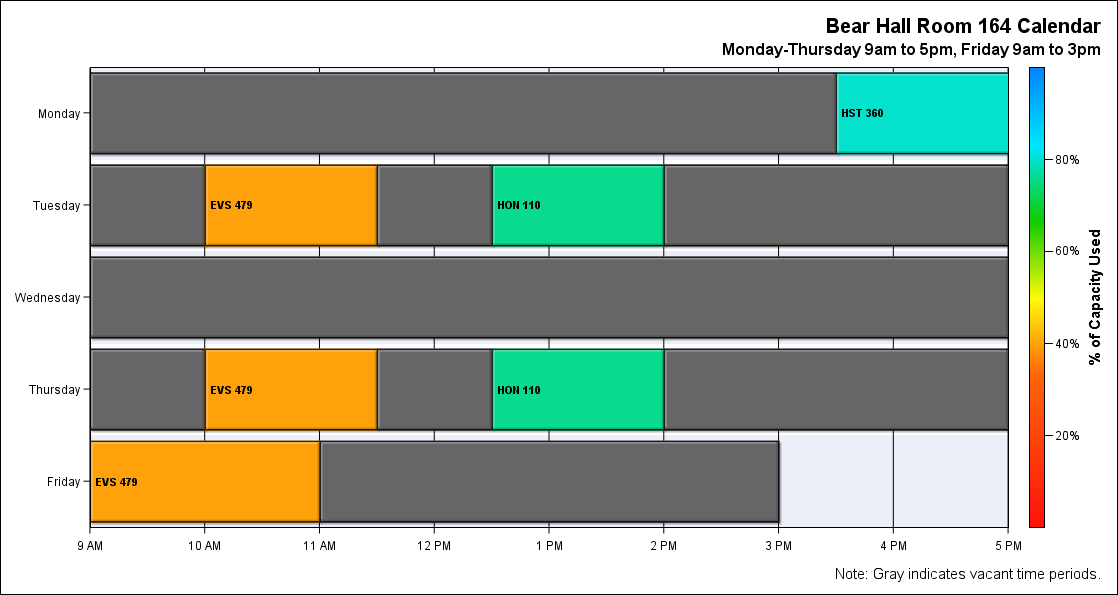 Bear Hall Room 164 Calendar
Monday-Thursday 9am to 5pm, Friday 9am to 3pm
Monday
HST 360
80%
Tuesday
EVS 479
HON 110
60%
% of Capacity Used
Wednesday
40%
Thursday
EVS 479
HON 110
20%
Friday
EVS 479
9 AM
10 AM
11 AM
12 PM
1 PM
2 PM
3 PM
4 PM
5 PM
Note: Gray indicates vacant time periods.